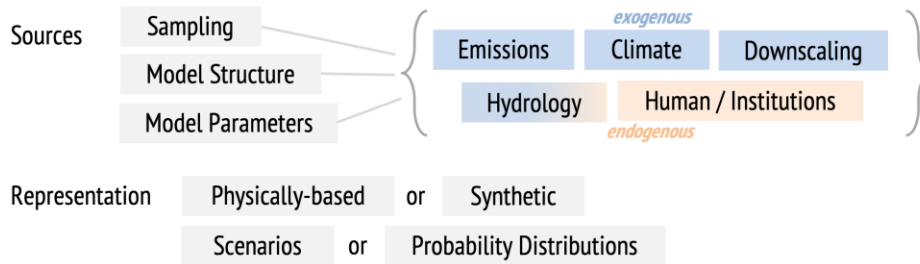 Sources
Sampling
Model Structure
Model Parameters
exogenous
Emissions Climate Downscaling
Hydrology Human / Institutions
endogenous
Representation Physically-based or Synthetic
Scenarios or Probability Distributions